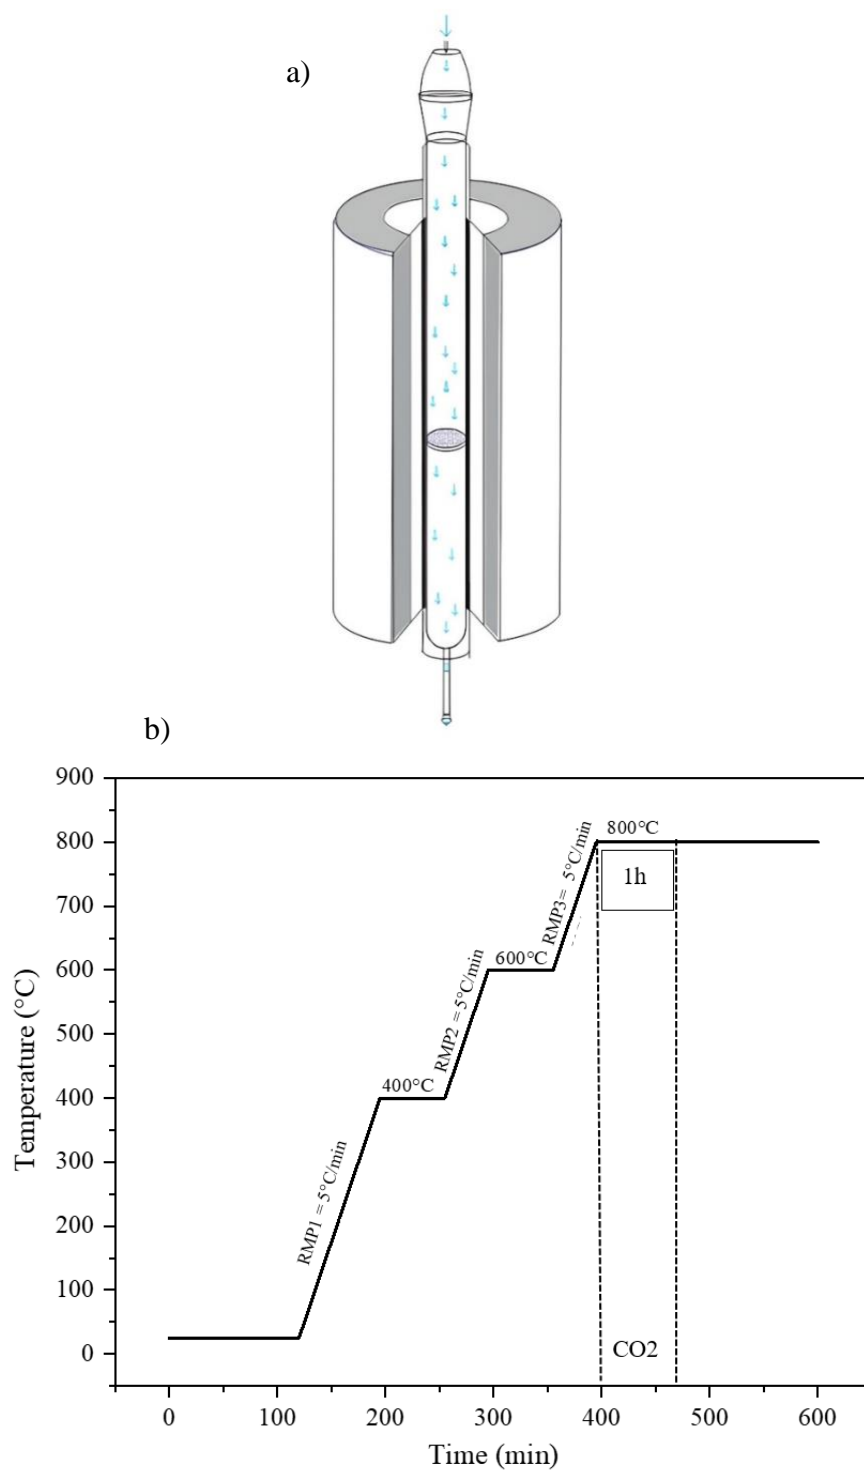 a)
b)
900
800
700
600
500
400
300
200
100
0
Temperature (°C)
RMP1 = 5°C/min
400°C
RMP2 = 5°C/min
600°C
RMP3= 5°C/min
800°C
1h
CO2
0 100 200 300 400 500 600
Time (min)